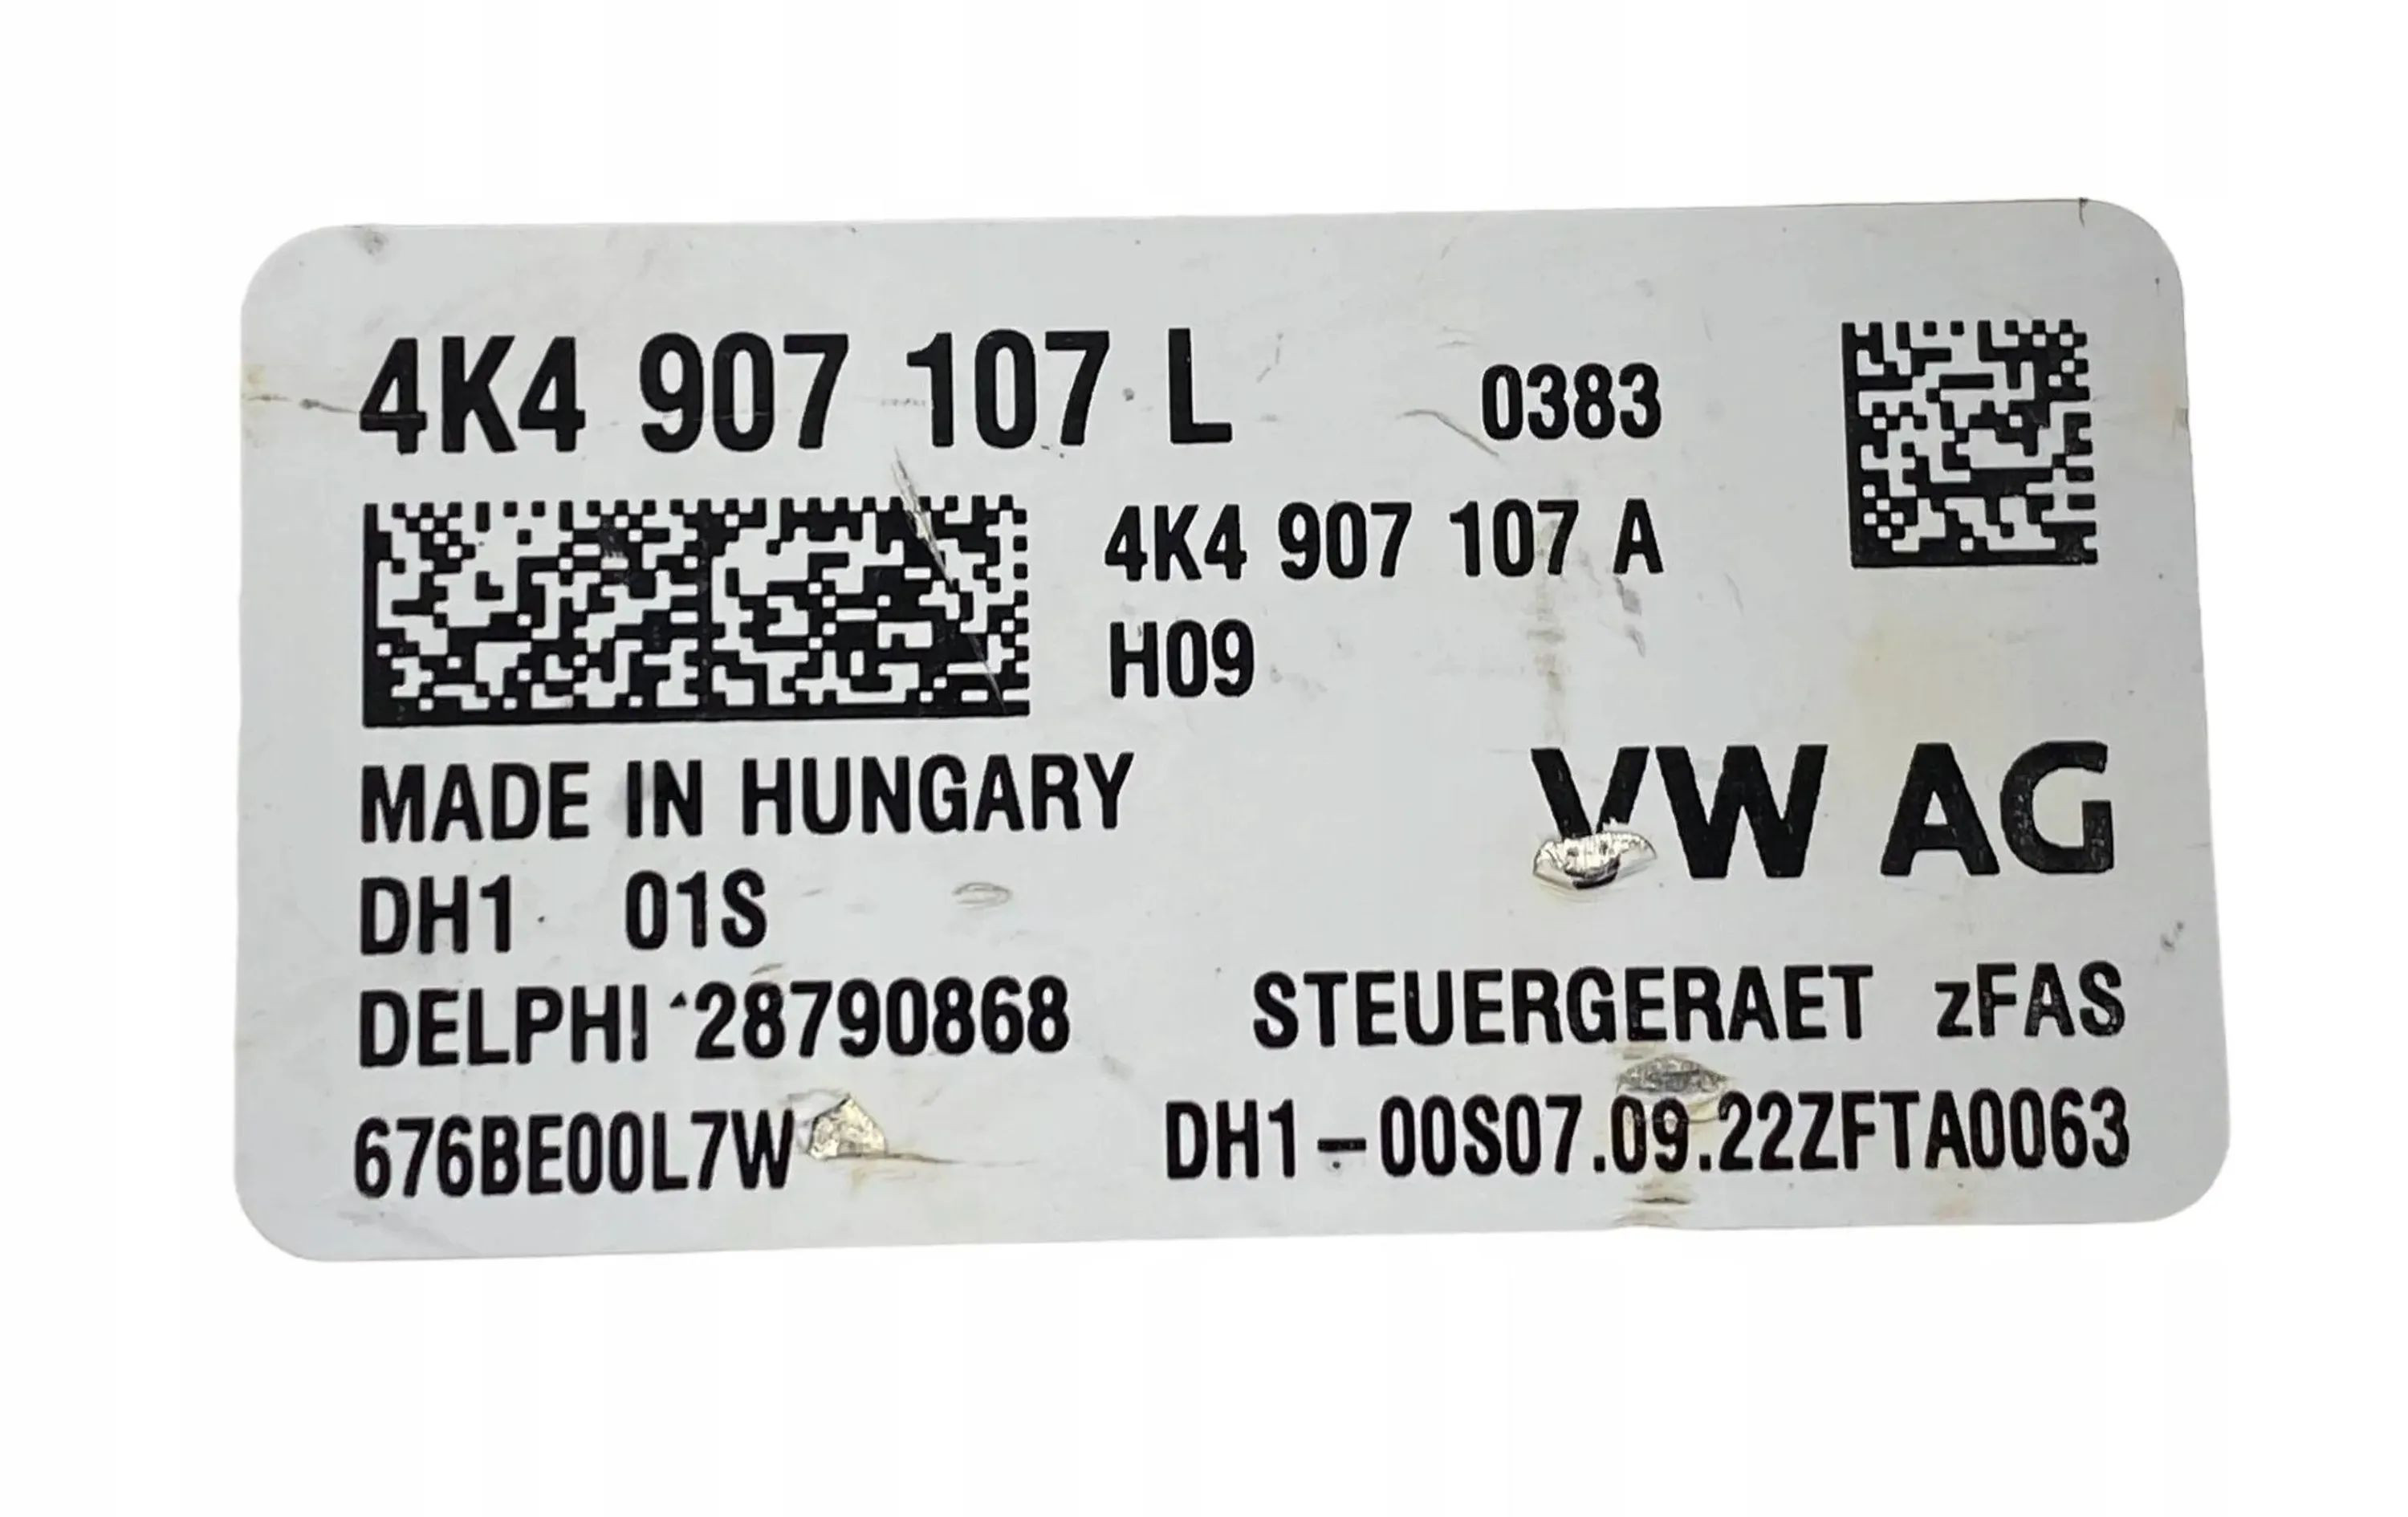 4K4 907 107 L 0383
4K4 907 107 A
H09
MADE IN HUNGARY
VW AG
DH1 01S
DELPHI 28790868
STEUERGERAET zFAS
676BE00L7W
DH1-00S07.09.22ZFTA0063